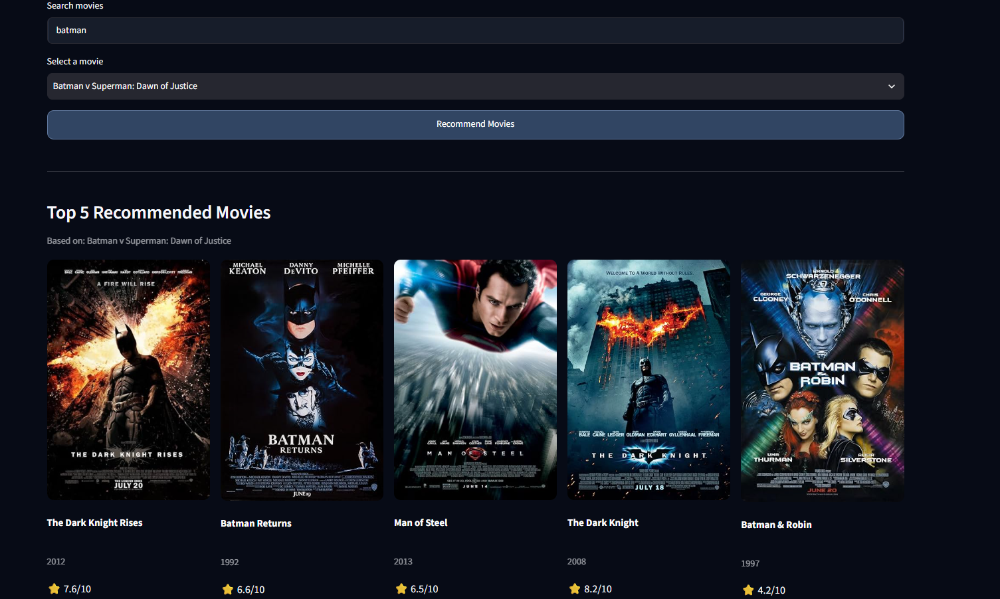 Search movies
batman
Select a movie
Batman v Superman: Dawn of Justice
Recommend Movies
Top 5 Recommended Movies
Based on: Batman v Superman: Dawn of Justice
BALE CAINE OLDMAN HATHAWAY HARDY COTILLARD GORDON-LEVITT FREEMAN
A FIRE WILL RISE
THE DARK KNIGHT RISES
THE LEGEND ENDS
JULY 20
MICHAEL KEATON
DANNY DEVITO
MICHELLE PFEIFFER
BATMAN
RETURNS
JUNE 19
MAN OF STEEL
JUNE 14
WELCOME TO A WORLD WITHOUT RULES.
BALE CAINE LEDGER OLDMAN ECKHART GYLLENHAAL FREEMAN
THE DARK KNIGHT
JULY 18
ARNOLD
SCHWARZENEGGER
GEORGE CLOONEY
CHRIS O'DONNELL
BATMAN
&
ROBIN
UMA THURMAN
ALICIA SILVERSTONE
JUNE 20
The Dark Knight Rises
Batman Returns
Man of Steel
The Dark Knight
Batman & Robin
2012
1992
2013
2008
1997
7.6/10
6.6/10
6.5/10
8.2/10
4.2/10